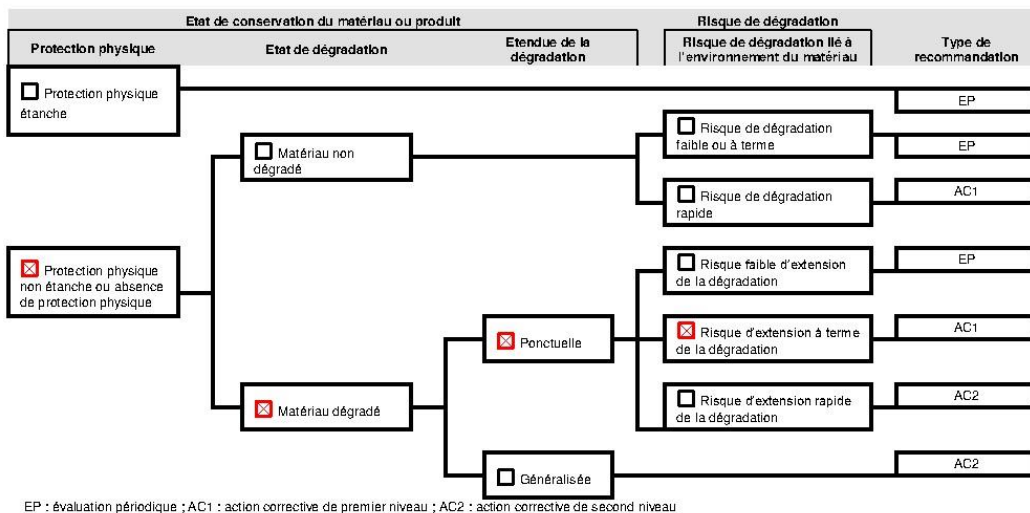 Etat de conservation du matériau ou produit
Risque de dégradation
Protection physique
Etat de dégradation
Etendue de la
dégradation
Risque de dégradation lié à
l'environnement du matériau
Type de
recommandation
Protection physique
étanche
EP
Matériau non
dégradé
Risque de dégradation
faible ou à terme
EP
Risque de dégradation
rapide
AC1
Protection physique
non étanche ou absence
de protection physique
Risque faible d'extension
de la dégradation
EP
Ponctuelle
Risque d'extension à terme
de la dégradation
AC1
Matériau dégradé
Risque d'extension rapide
de la dégradation
AC2
Généralisée
AC2
EP : évaluation périodique ; AC1 : action corrective de premier niveau ; AC2 : action corrective de second niveau